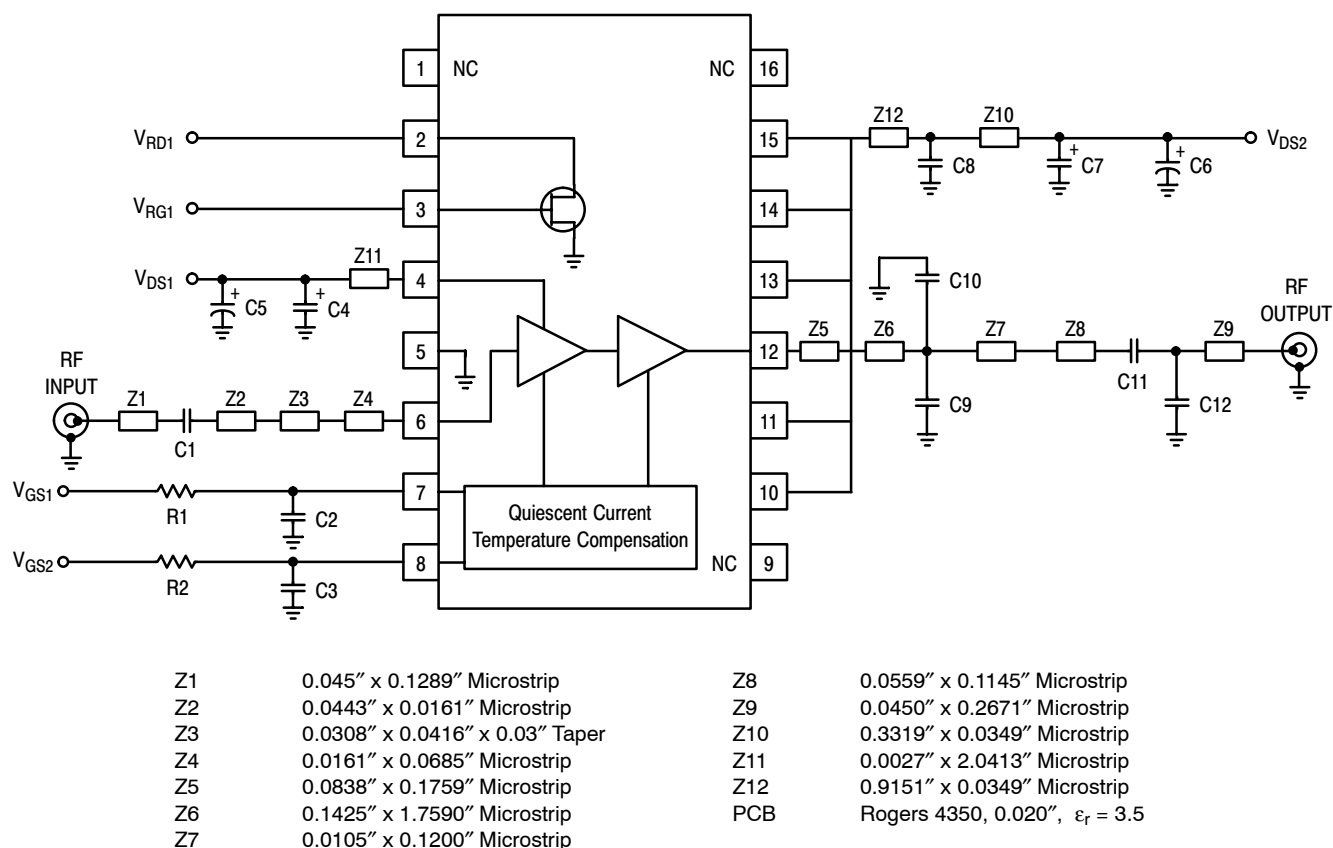 1 NC
NC 16
V_RD1
2
15
Z12
Z10
V_DS2
C8
C7
+
C6
+
V_RG1
3
14
V_DS1
Z11
4
13
C5
+
C4
+
C10
RF
OUTPUT
5
12
Z5
Z6
Z7
Z8
Z9
RF
INPUT
C11
C9
C12
Z1
Z2
Z3
Z4
6
11
C1
V_GS1
7
10
R1
C2
Quiescent Current
Temperature Compensation
V_GS2
8
NC 9
R2
C3
Z1 0.045″ x 0.1289″ Microstrip
Z2 0.0443″ x 0.0161″ Microstrip
Z3 0.0308″ x 0.0416″ x 0.03″ Taper
Z4 0.0161″ x 0.0685″ Microstrip
Z5 0.0838″ x 0.1759″ Microstrip
Z6 0.1425″ x 1.7590″ Microstrip
Z7 0.0105″ x 0.1200″ Microstrip
Z8 0.0559″ x 0.1145″ Microstrip
Z9 0.0450″ x 0.2671″ Microstrip
Z10 0.3319″ x 0.0349″ Microstrip
Z11 0.0027″ x 2.0413″ Microstrip
Z12 0.9151″ x 0.0349″ Microstrip
PCB Rogers 4350, 0.020″, εr = 3.5